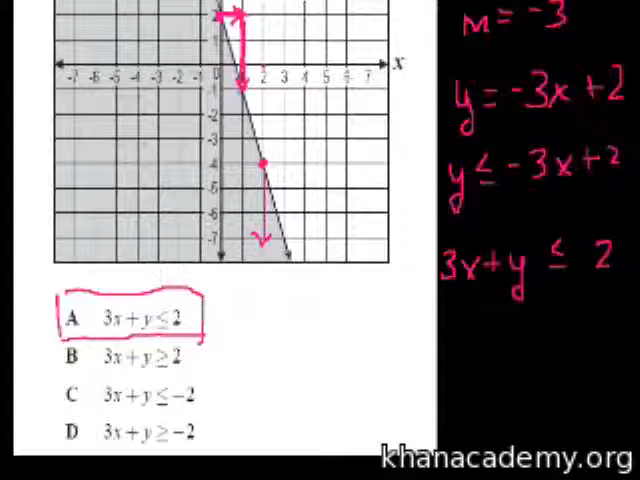 m = -3
2
x
-7 -6 -5 -4 -3 -2 -1 0 1 2 3 4 5 6 7
-1
-2
-3
-4
-5
-6
-7
y = -3x + 2
y ≤ -3x + 2
3x + y ≤ 2
A 3x + y ≤ 2
B 3x + y ≥ 2
C 3x + y ≤ -2
D 3x + y ≥ -2
khanacademy.org